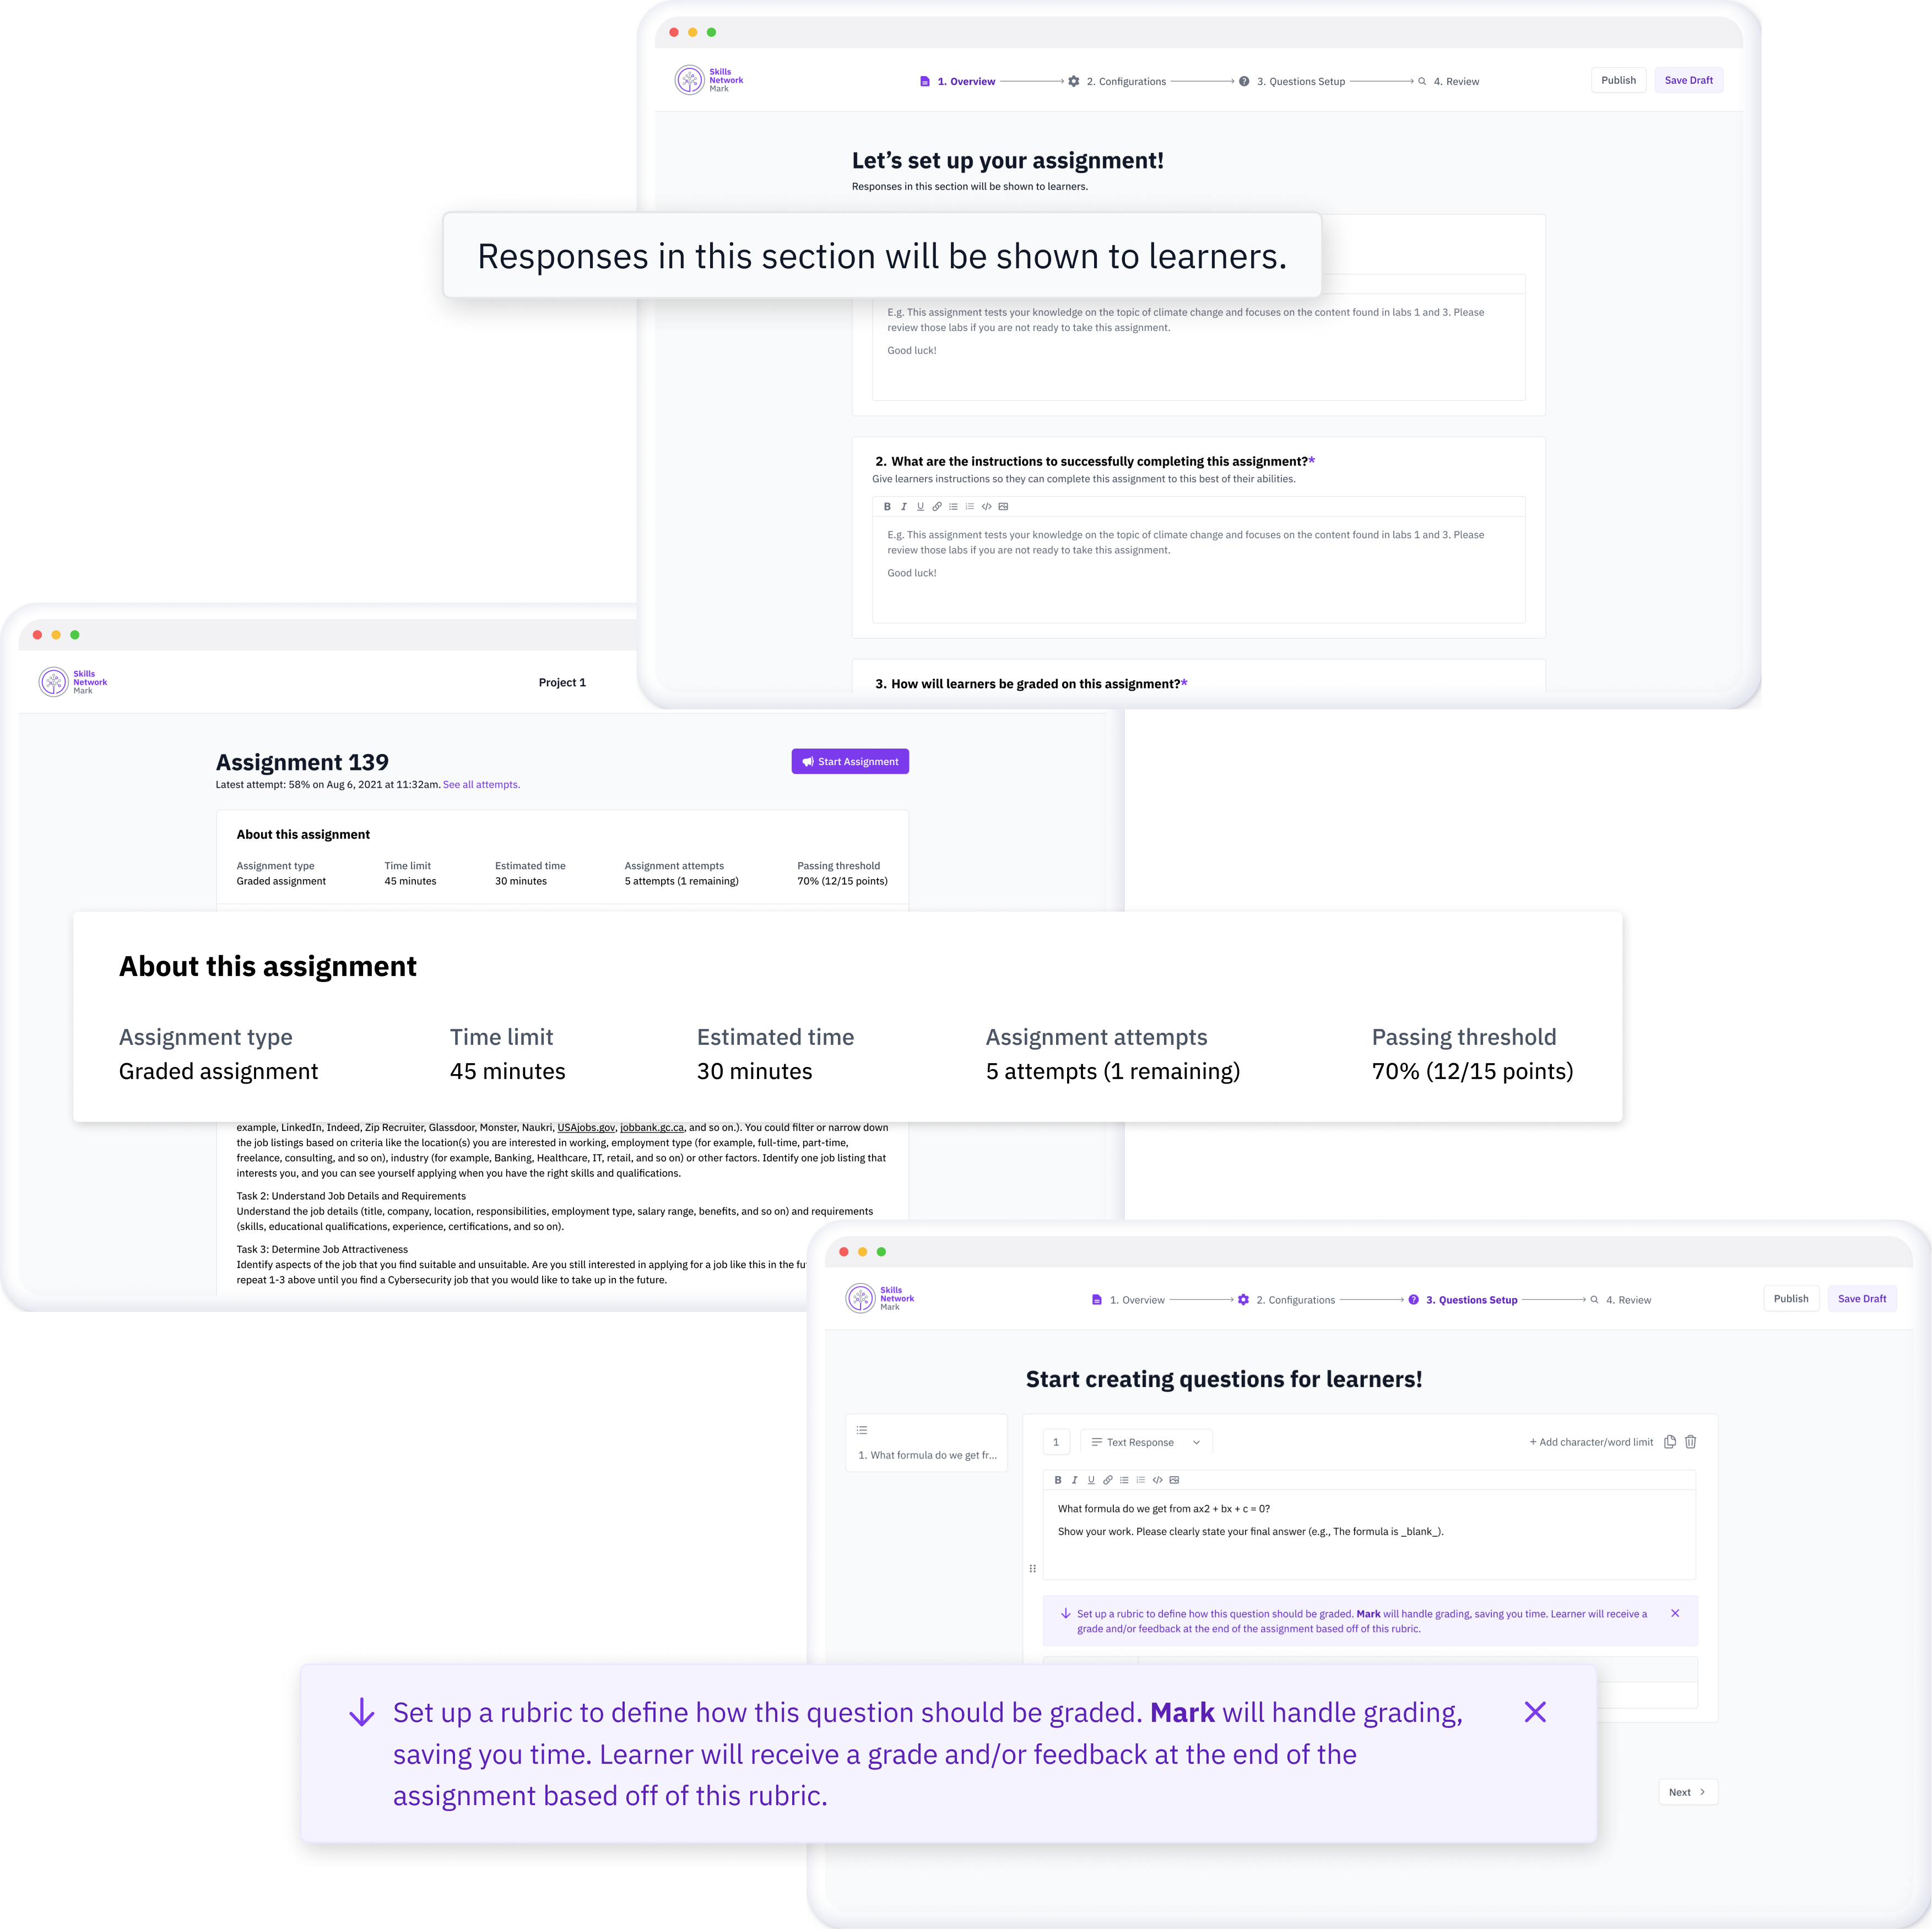 Skills
Network
Mark
1. Overview
2. Configurations
3. Questions Setup
4. Review
Publish
Save Draft
Let's set up your assignment!
Responses in this section will be shown to learners.
Responses in this section will be shown to learners.
E.g. This assignment tests your knowledge on the topic of climate change and focuses on the content found in labs 1 and 3. Please
review those labs if you are not ready to take this assignment.
Good luck!
2. What are the instructions to successfully completing this assignment?*
Give learners instructions so they can complete this assignment to this best of their abilities.
B I U
E.g. This assignment tests your knowledge on the topic of climate change and focuses on the content found in labs 1 and 3. Please
review those labs if you are not ready to take this assignment.
Good luck!
3. How will learners be graded on this assignment?*
Skills
Network
Mark
Project 1
Assignment 139
Start Assignment
Latest attempt: 58% on Aug 6, 2021 at 11:32am. See all attempts.
About this assignment
Assignment type
Time limit
Estimated time
Assignment attempts
Passing threshold
Graded assignment
45 minutes
30 minutes
5 attempts (1 remaining)
70% (12/15 points)
About this assignment
Assignment type
Time limit
Estimated time
Assignment attempts
Passing threshold
Graded assignment
45 minutes
30 minutes
5 attempts (1 remaining)
70% (12/15 points)
example, LinkedIn, Indeed, Zip Recruiter, Glassdoor, Monster, Naukri, USAjobs.gov, jobbank.gc.ca, and so on.). You could filter or narrow down
the job listings based on criteria like the location(s) you are interested in working, employment type (for example, full-time, part-time,
freelance, consulting, and so on), industry (for example, Banking, Healthcare, IT, retail, and so on) or other factors. Identify one job listing that
interests you, and you can see yourself applying when you have the right skills and qualifications.
Task 2: Understand Job Details and Requirements
Understand the job details (title, company, location, responsibilities, employment type, salary range, benefits, and so on) and requirements
(skills, educational qualifications, experience, certifications, and so on).
Task 3: Determine Job Attractiveness
Identify aspects of the job that you find suitable and unsuitable. Are you still interested in applying for a job like this in the fu
repeat 1-3 above until you find a Cybersecurity job that you would like to take up in the future.
Skills
Network
Mark
1. Overview
2. Configurations
3. Questions Setup
4. Review
Publish
Save Draft
Start creating questions for learners!
1. What formula do we get fr...
1
Text Response
+ Add character/word limit
B I U
What formula do we get from ax2 + bx + c = 0?
Show your work. Please clearly state your final answer (e.g., The formula is _blank_).
Set up a rubric to define how this question should be graded. Mark will handle grading, saving you time. Learner will receive a
grade and/or feedback at the end of the assignment based off of this rubric.
Set up a rubric to define how this question should be graded. Mark will handle grading,
saving you time. Learner will receive a grade and/or feedback at the end of the
assignment based off of this rubric.
Next